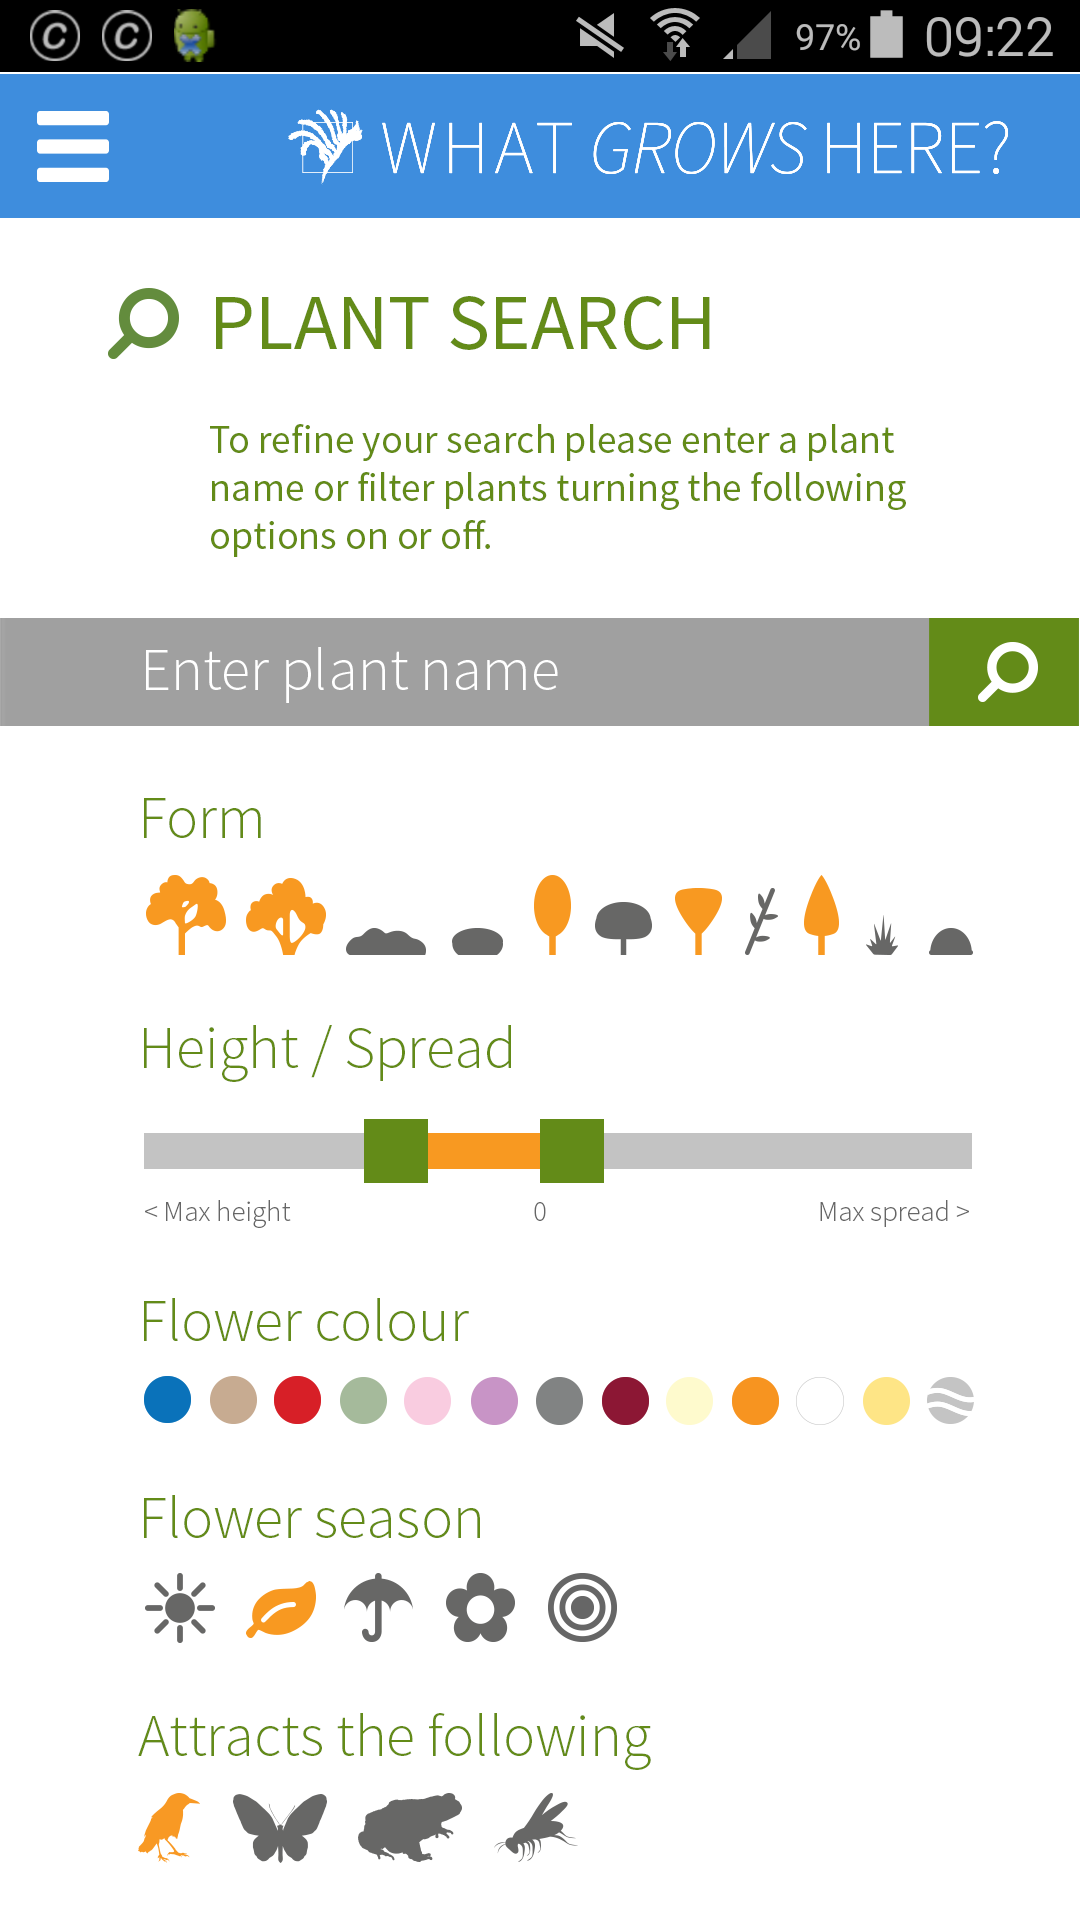 97% 09:22
WHAT GROWS HERE?
PLANT SEARCH
To refine your search please enter a plant
name or filter plants turning the following
options on or off.
Enter plant name
Form
Height / Spread
< Max height 0 Max spread >
Flower colour
Flower season
Attracts the following